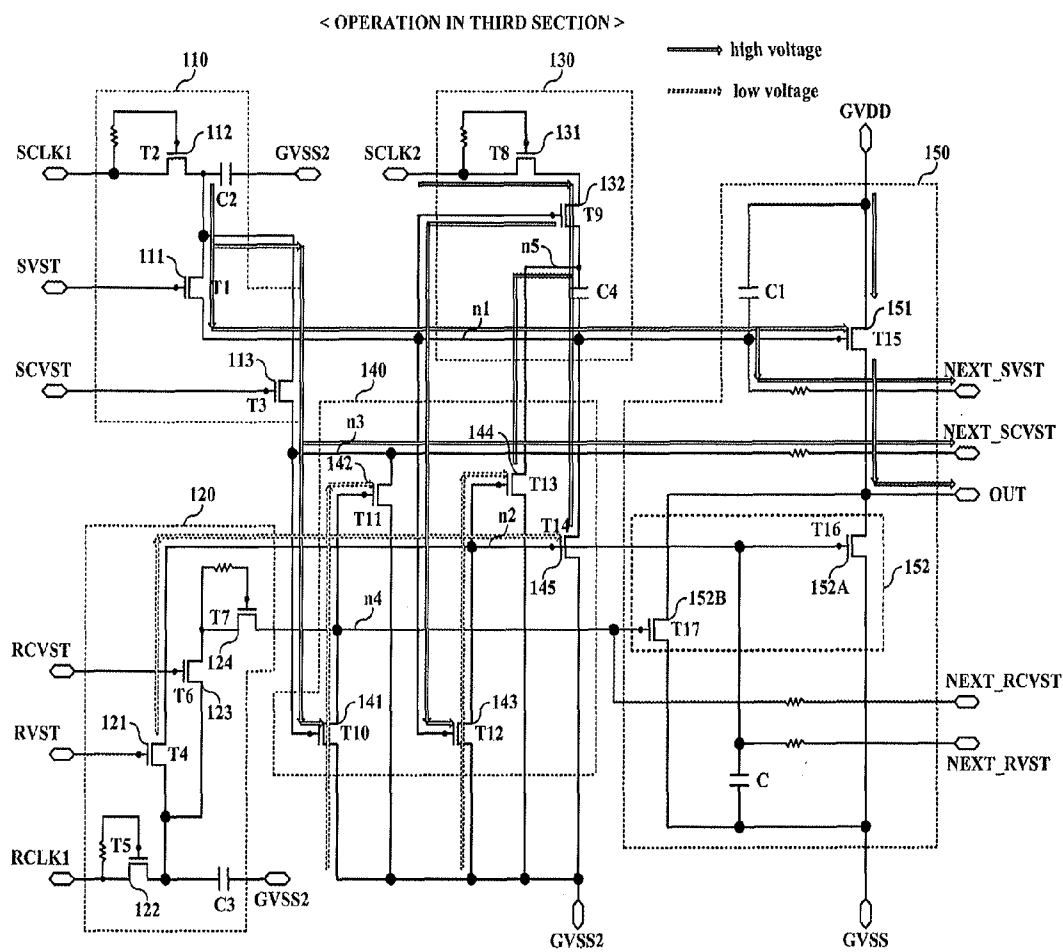 < OPERATION IN THIRD SECTION >
high voltage
low voltage
110
130
GVDD
112
131
150
SCLK1
T2
GVSS2
SCLK2
T8
C2
132
T9
n5
111
SVST
T1
C4
C1
151
n1
T15
113
NEXT_SVST
SCVST
T3
140
n3
144
NEXT_SCVST
142
T13
OUT
T11
120
n2
T14
T16
145
152A
152
T7
n4
152B
124
T17
RCVST
T6
123
141
143
NEXT_RCVST
121
RVST
T4
T10
T12
NEXT_RVST
C
T5
RCLK1
122
C3
GVSS2
GVSS2
GVSS